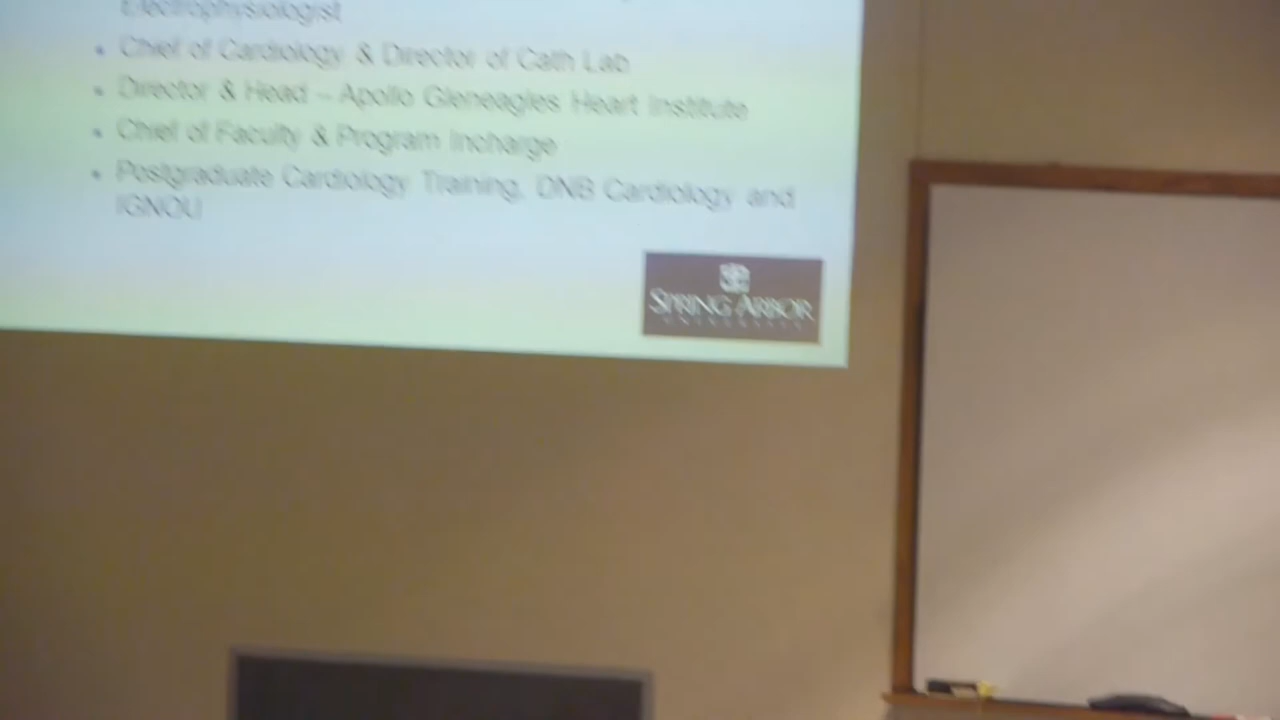 Electrophysiologist
• Chief of Cardiology & Director of Cath Lab
• Director & Head – Apollo Gleneagles Heart Institute
• Chief of Faculty & Program Incharge
• Postgraduate Cardiology Training, DNB Cardiology and
IGNOU
SPRING ARBOR
UNIVERSITY